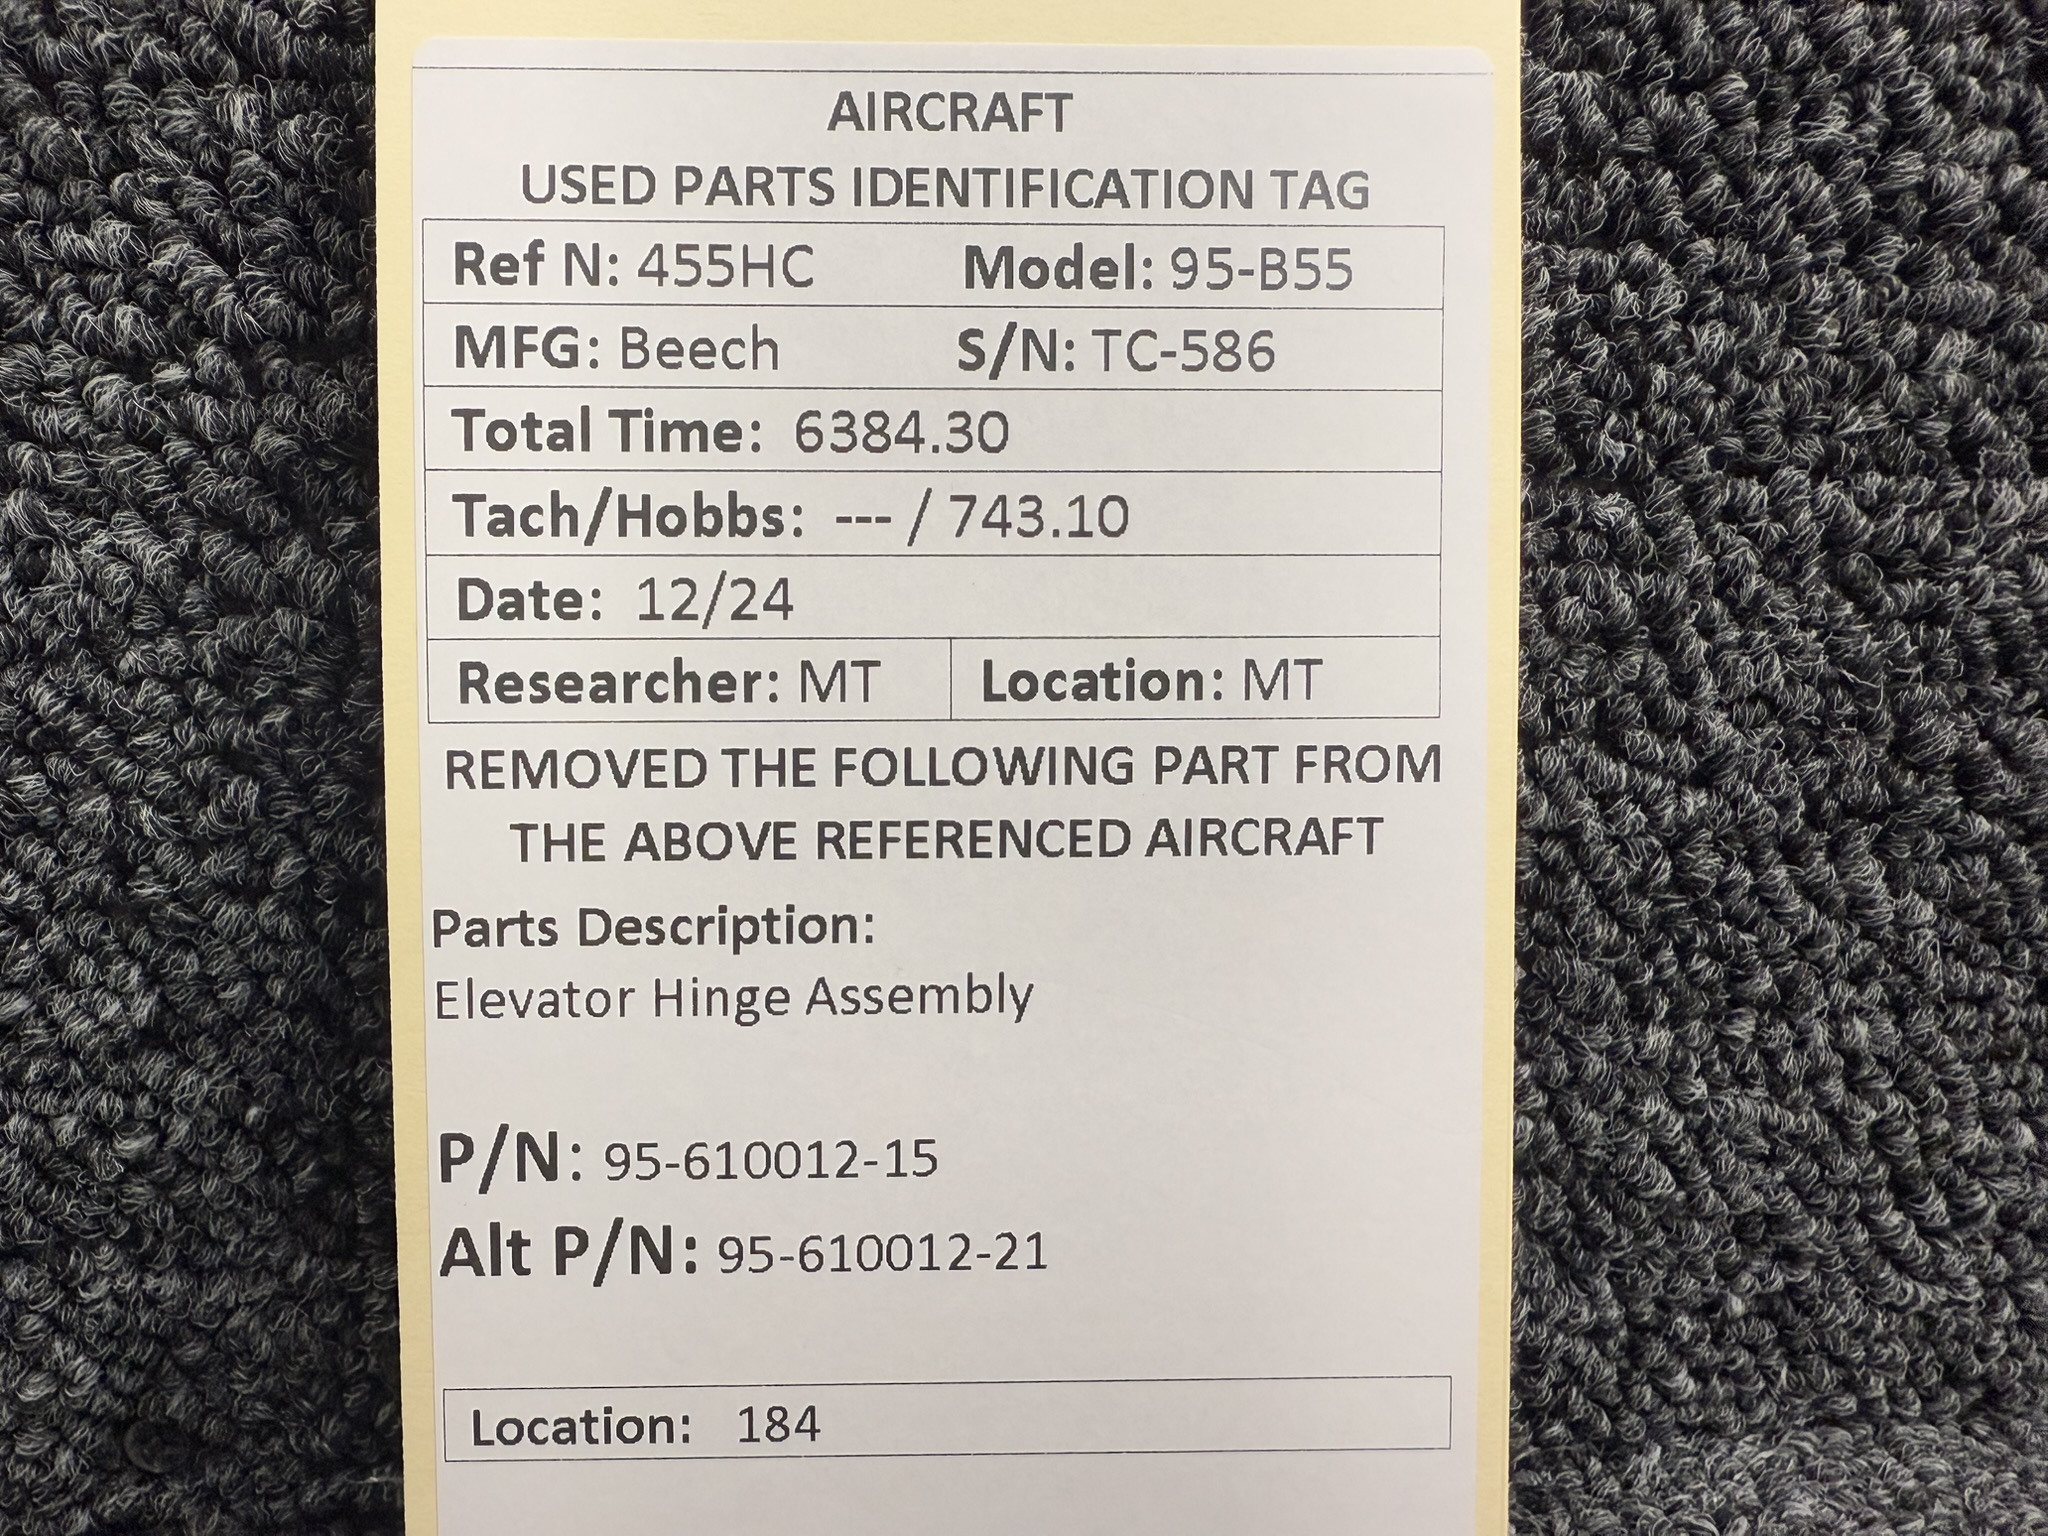 AIRCRAFT
USED PARTS IDENTIFICATION TAG
Ref N: 455HC Model: 95-B55
MFG: Beech S/N: TC-586
Total Time: 6384.30
Tach/Hobbs: --- / 743.10
Date: 12/24
Researcher: MT Location: MT
REMOVED THE FOLLOWING PART FROM
THE ABOVE REFERENCED AIRCRAFT
Parts Description:
Elevator Hinge Assembly
P/N: 95-610012-15
Alt P/N: 95-610012-21
Location: 184